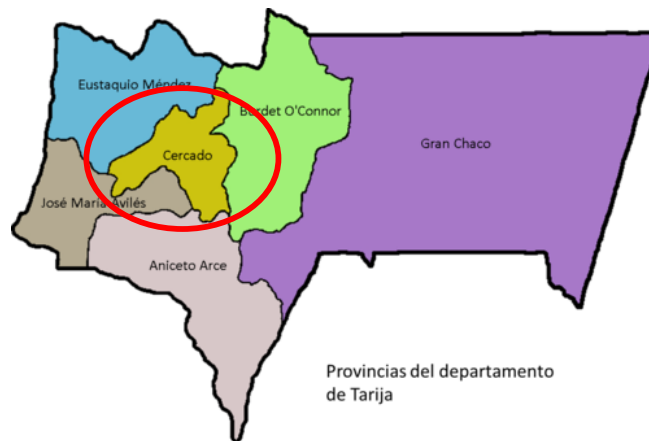 Eustaquio Méndez
Burdet O'Connor
Gran Chaco
Cercado
José María Avilés
Aniceto Arce
Provincias del departamento
de Tarija